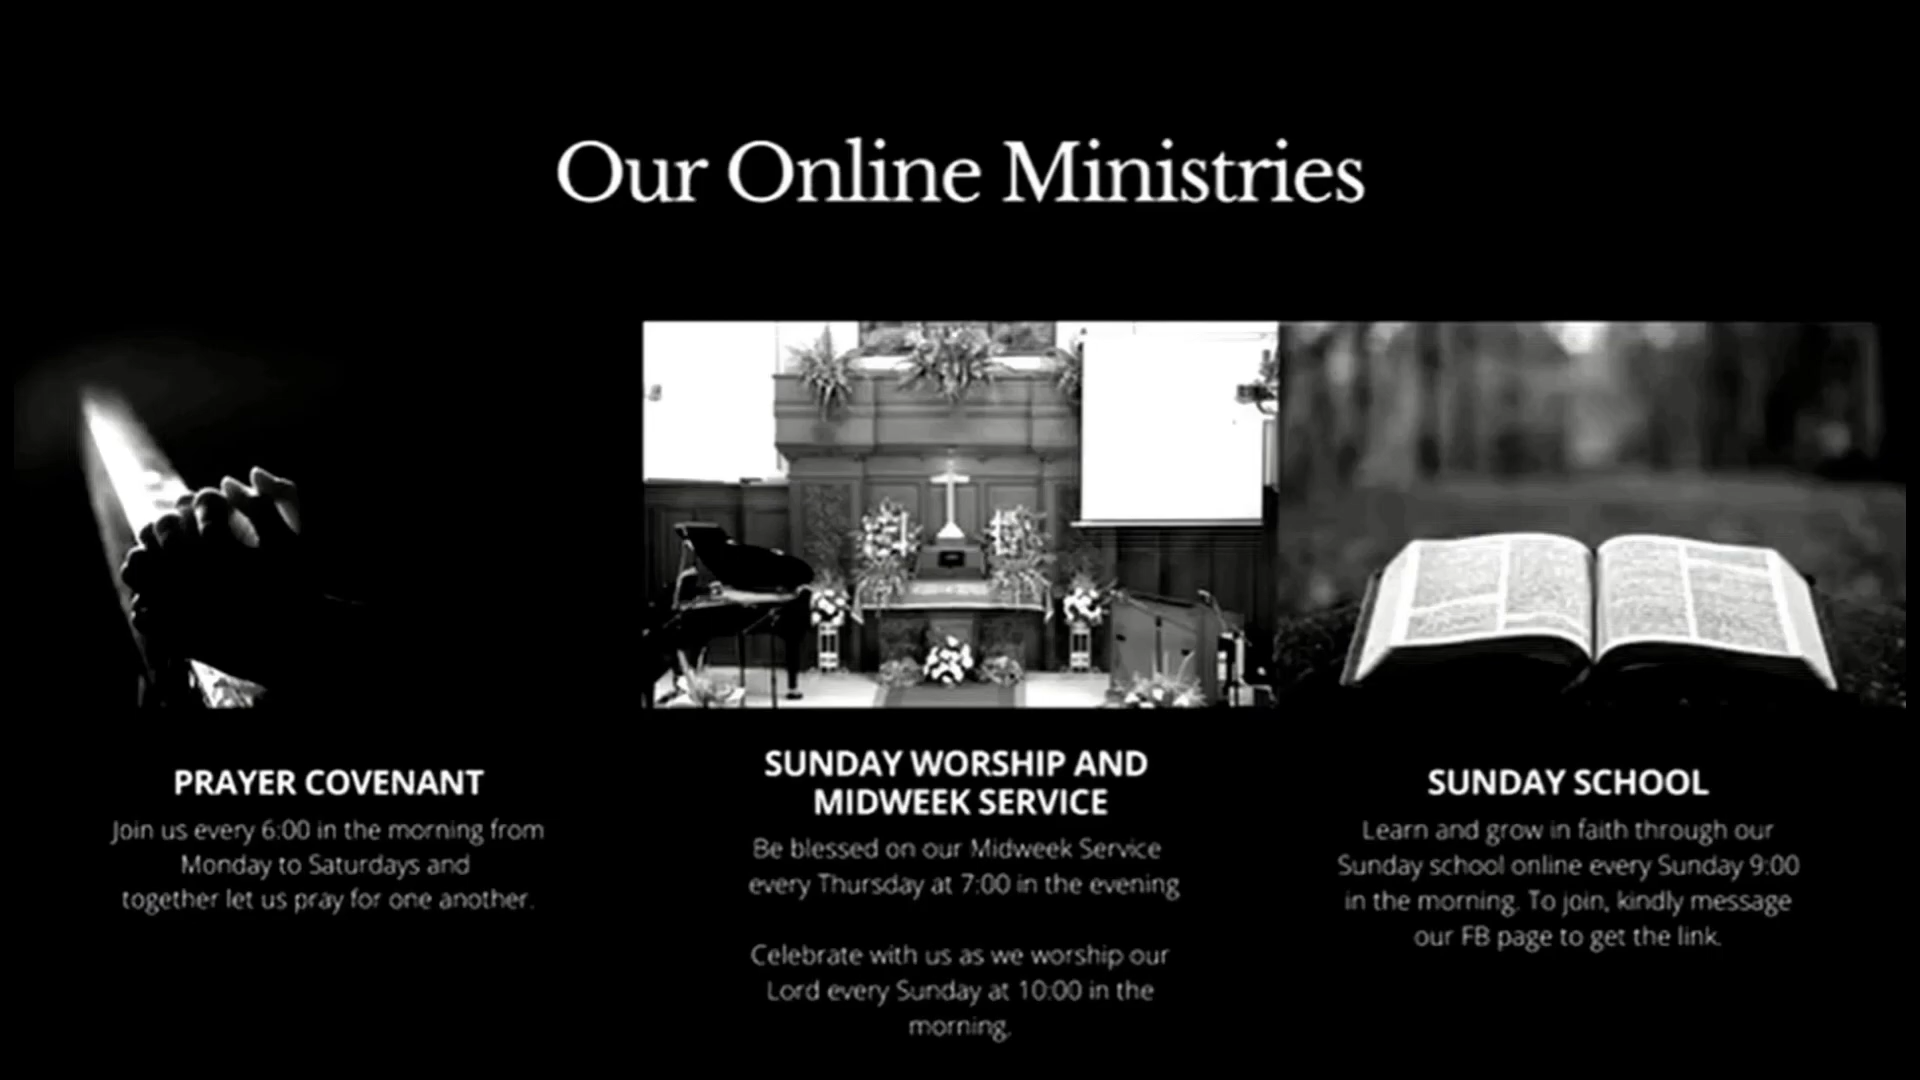 Our Online Ministries
PRAYER COVENANT
Join us every 6:00 in the morning from
Monday to Saturdays and
together let us pray for one another.
SUNDAY WORSHIP AND
MIDWEEK SERVICE
Be blessed on our Midweek Service
every Thursday at 7:00 in the evening
Celebrate with us as we worship our
Lord every Sunday at 10:00 in the
morning.
SUNDAY SCHOOL
Learn and grow in faith through our
Sunday school online every Sunday 9:00
in the morning. To join, kindly message
our FB page to get the link.